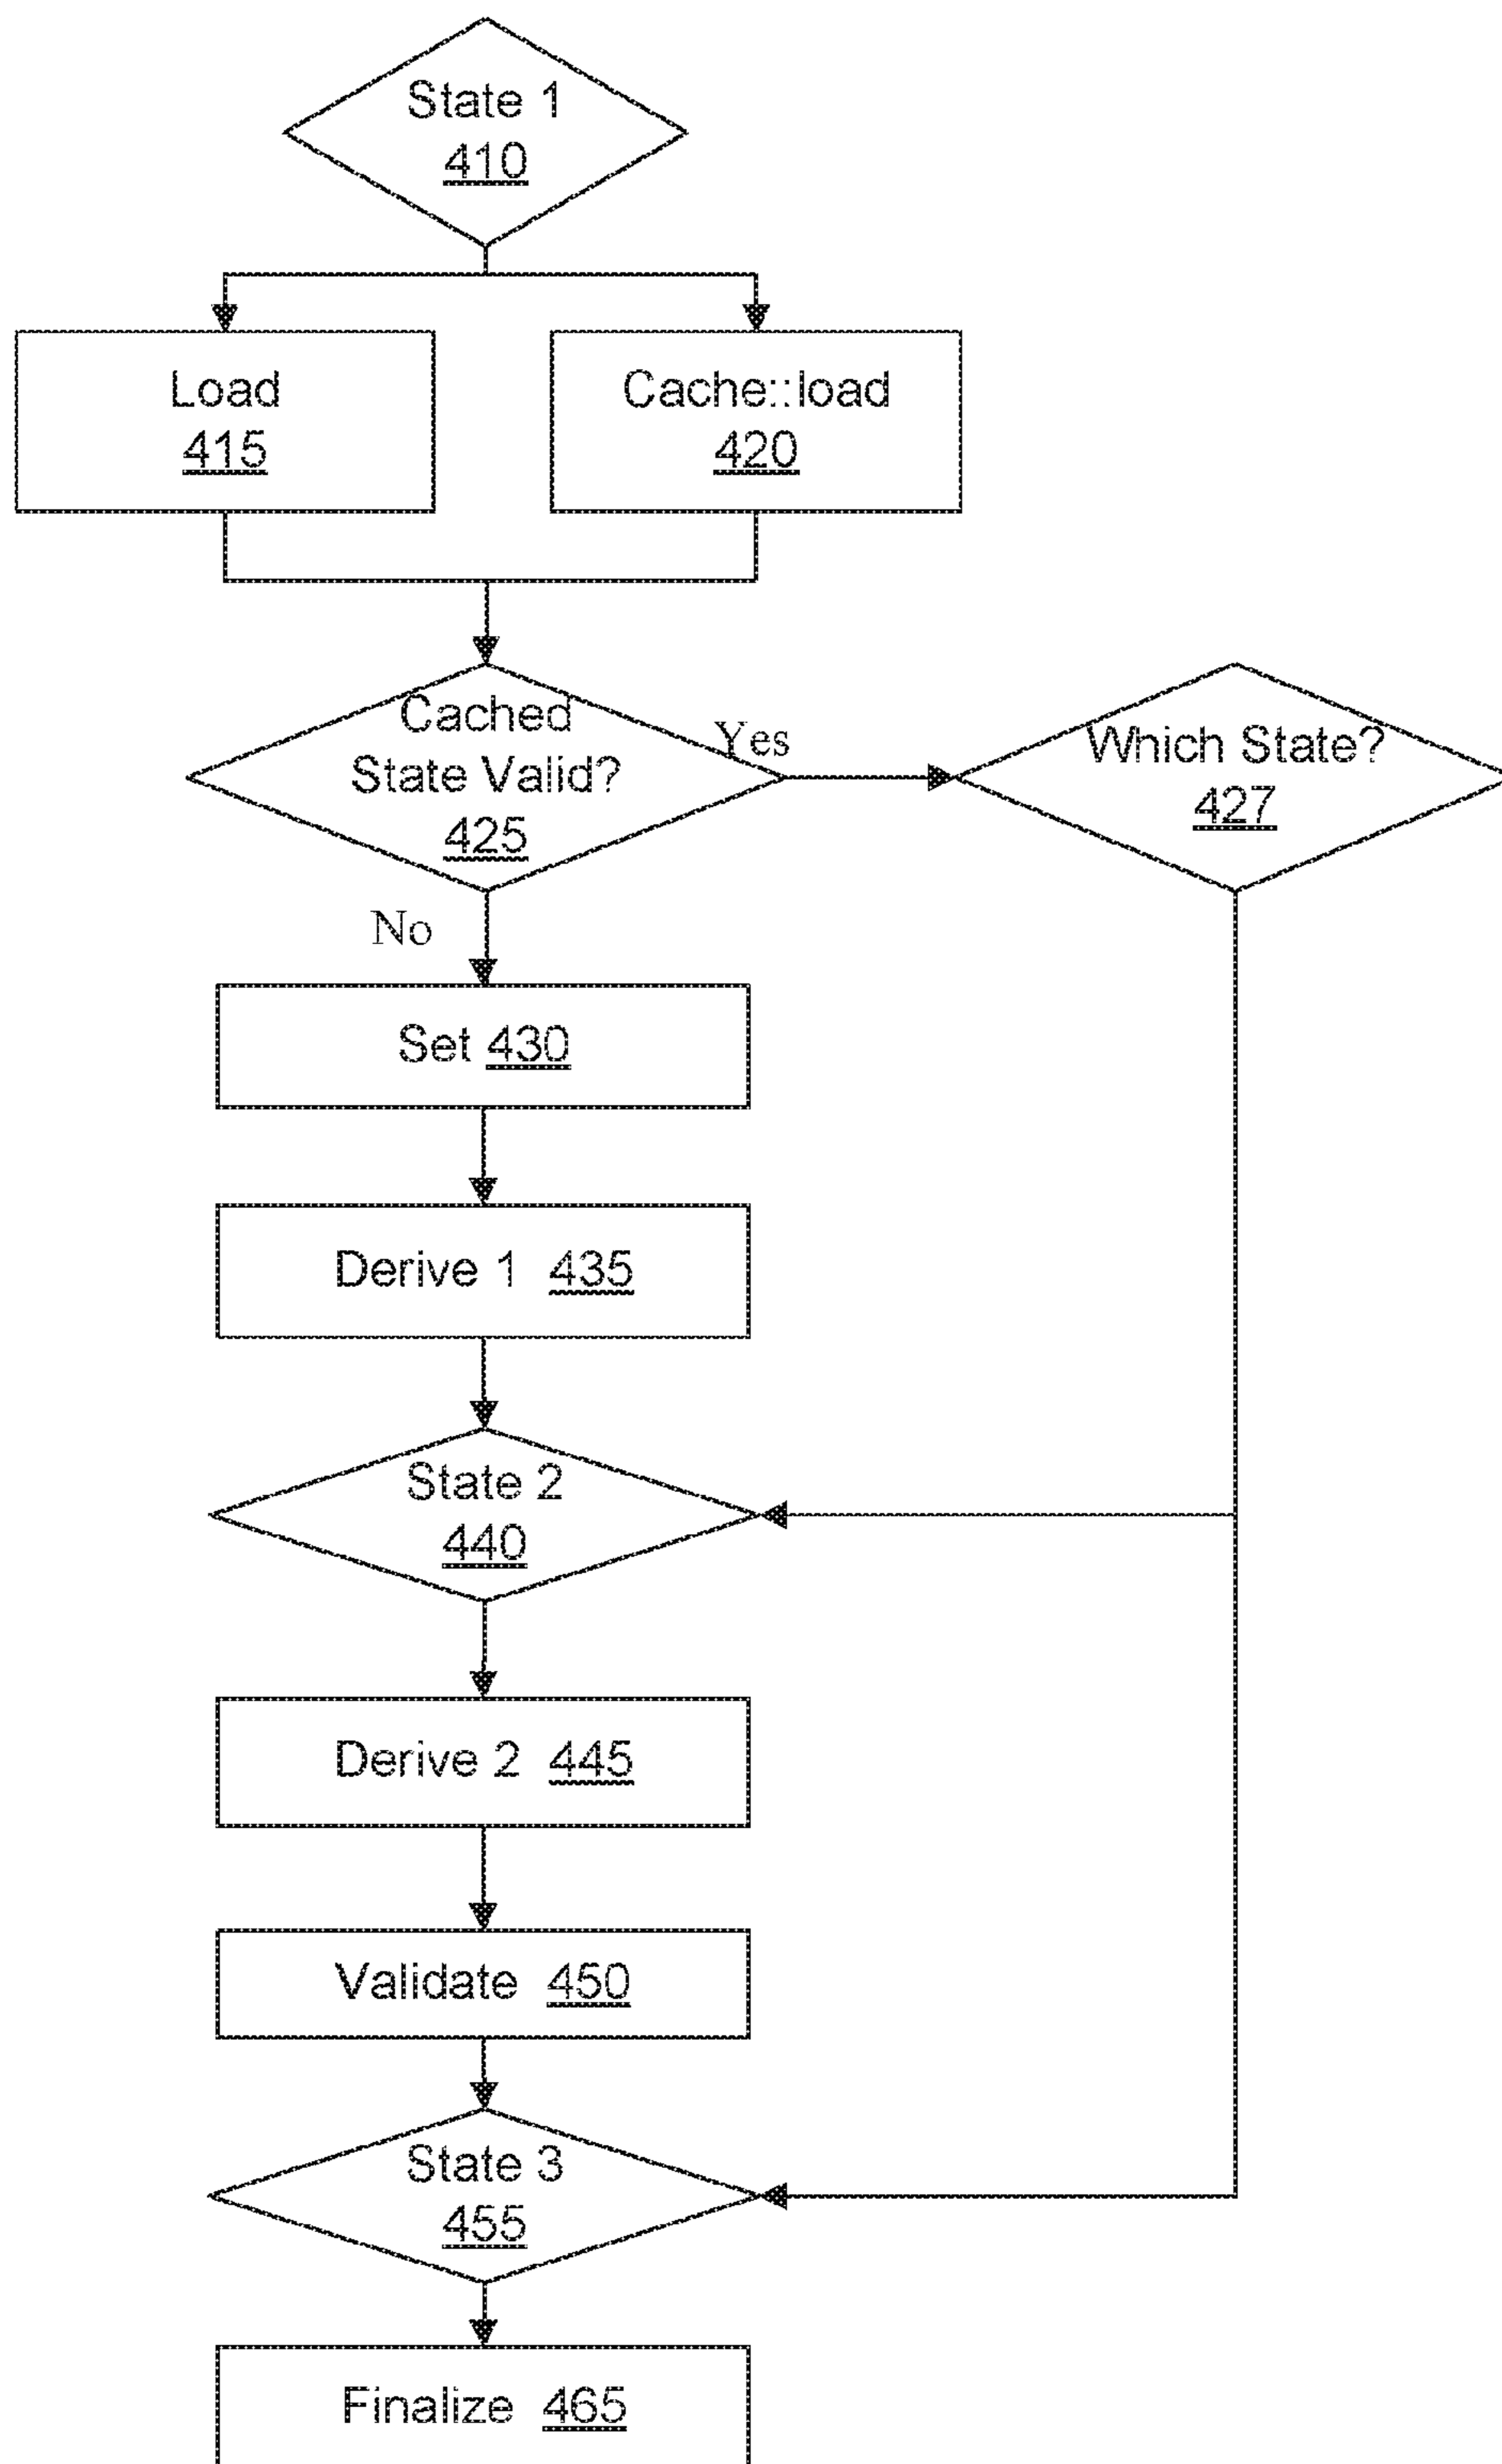 State 1
410
Load
415
Cache::load
420
Cached
State Valid?
425
Yes
Which State?
427
No
Set 430
Derive 1 435
State 2
440
Derive 2 445
Validate 450
State 3
455
Finalize 465